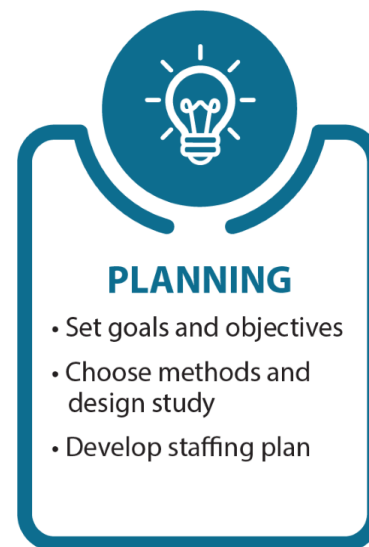 PLANNING
• Set goals and objectives
• Choose methods and
design study
• Develop staffing plan